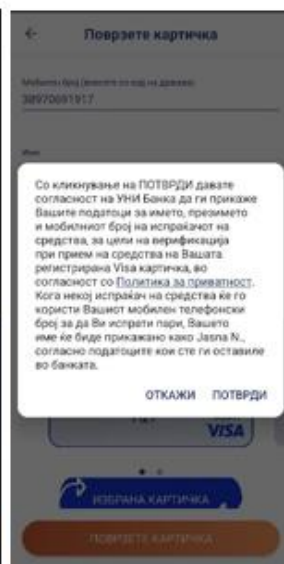 Поврзете картичка
Мобилен број (внесете со код на држава)
38970691917
Име
Со кликнување на ПОТВРДИ давате
согласност на УНИ Банка да ги прикаже
Вашите податоци за името, презимето
и мобилниот број на испраќачот на
средства, за цели на верификација
при прием на средства на Вашата
регистрирана Visa картичка, во
согласност со Политика за приватност.
Кога некој испраќач на средства ќе го
користи Вашиот мобилен телефонски
број за да Ви испрати пари, Вашето
име ќе биде прикажано како Jasna N.,
согласно податоците кои сте ги оставиле
во банката.
ОТКАЖИ ПОТВРДИ
VISA
ИЗБРАНА КАРТИЧКА
ПОВРЗЕТЕ КАРТИЧКА